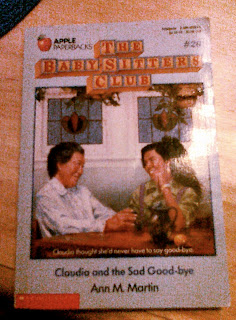 APPLE
PAPERBACKS
THE
BABY-SITTERS
CLUB
#26
Claudia thought she'd never have to say good-bye.
Claudia and the Sad Good-bye
Ann M. Martin